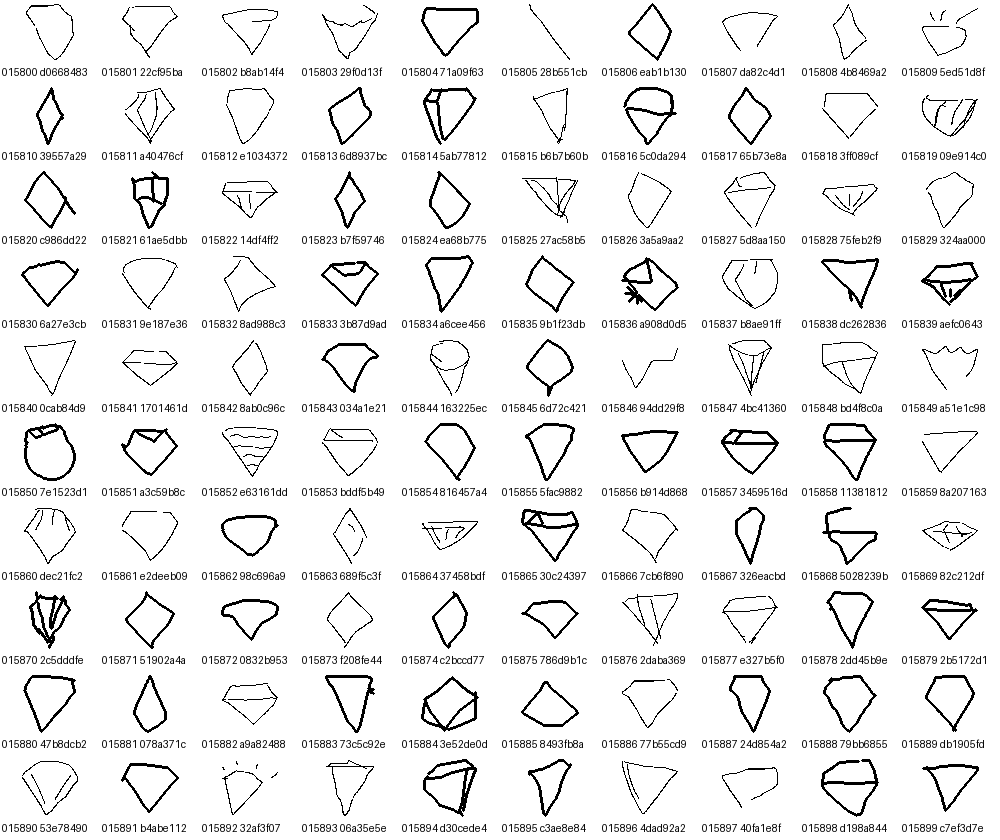 015800 d0668483 015801 22cf95ba 015802 b8ab14f4 015803 29f0d13f 015804 71a09f63 015805 28b551cb 015806 eab1b130 015807 da82c4d1 015808 4b8469a2 015809 5ed51d8f
015810 39557a29 015811 a40476cf 015812 e1034372 015813 6d8937bc 015814 5ab77812 015815 b6b7b60b 015816 5c0da294 015817 65b73e8a 015818 3ff089cf 015819 09e914c0
015820 c986dd22 015821 61ae5dbb 015822 14df4ff2 015823 b7f59746 015824 ea68b775 015825 27ac58b5 015826 3a5a9aa2 015827 5d8aa150 015828 75feb2f9 015829 324aa000
015830 6a27e3cb 015831 9e187e36 015832 8ad988c3 015833 3b87d9ad 015834 a6cee456 015835 9b1f23db 015836 a908d0d5 015837 b8ae91ff 015838 dc262836 015839 aefc0643
015840 0cab84d9 015841 1701461d 015842 8ab0c96c 015843 034a1e21 015844 163225ec 015845 6d72c421 015846 94dd29f8 015847 4bc41360 015848 bd4f8c0a 015849 a51e1c98
015850 7e1523d1 015851 a3c59b8c 015852 e63161dd 015853 bddf5b49 015854 816457a4 015855 5fac9882 015856 b914d868 015857 3459516d 015858 11381812 015859 8a207163
015860 dec21fc2 015861 e2deeb09 015862 98c696a9 015863 689f5c3f 015864 37458bdf 015865 30c24397 015866 7cb6f890 015867 326eacbd 015868 5028239b 015869 82c212df
015870 2c5dddfe 015871 51902a4a 015872 0832b953 015873 f208fe44 015874 c2bccd77 015875 786d9b1c 015876 2daba369 015877 e327b5f0 015878 2dd45b9e 015879 2b5172d1
015880 47b8dcb2 015881 078a371c 015882 a9a82488 015883 73c5c92e 015884 3e52de0d 015885 8493fb8a 015886 77b55cd9 015887 24d854a2 015888 79bb6855 015889 db1905fd
015890 53e78490 015891 b4abe112 015892 32af3f07 015893 06a35e5e 015894 d30cede4 015895 c3ae8e84 015896 4dad92a2 015897 40fa1e8f 015898 d198a844 015899 c7ef3d7e